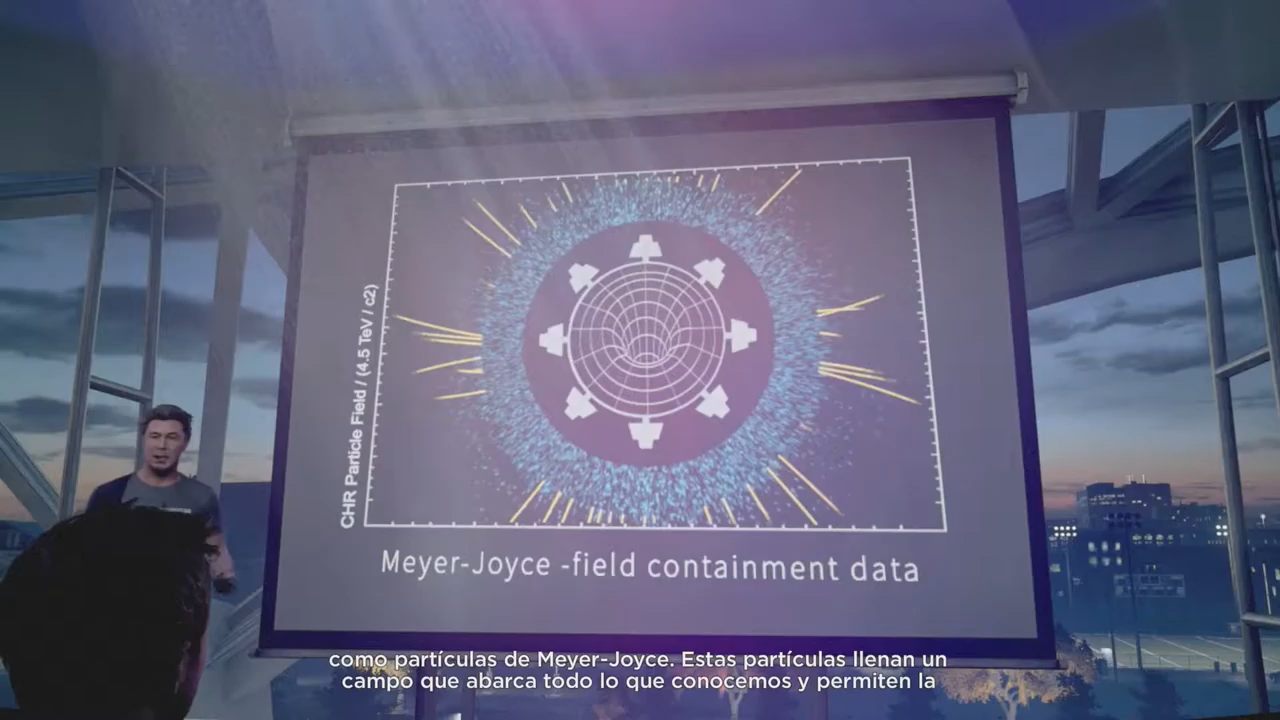 CHR Particle Field / (4.5 TeV / c2)
Meyer-Joyce -field containment data
como partículas de Meyer-Joyce. Estas partículas llenan un
campo que abarca todo lo que conocemos y permiten la